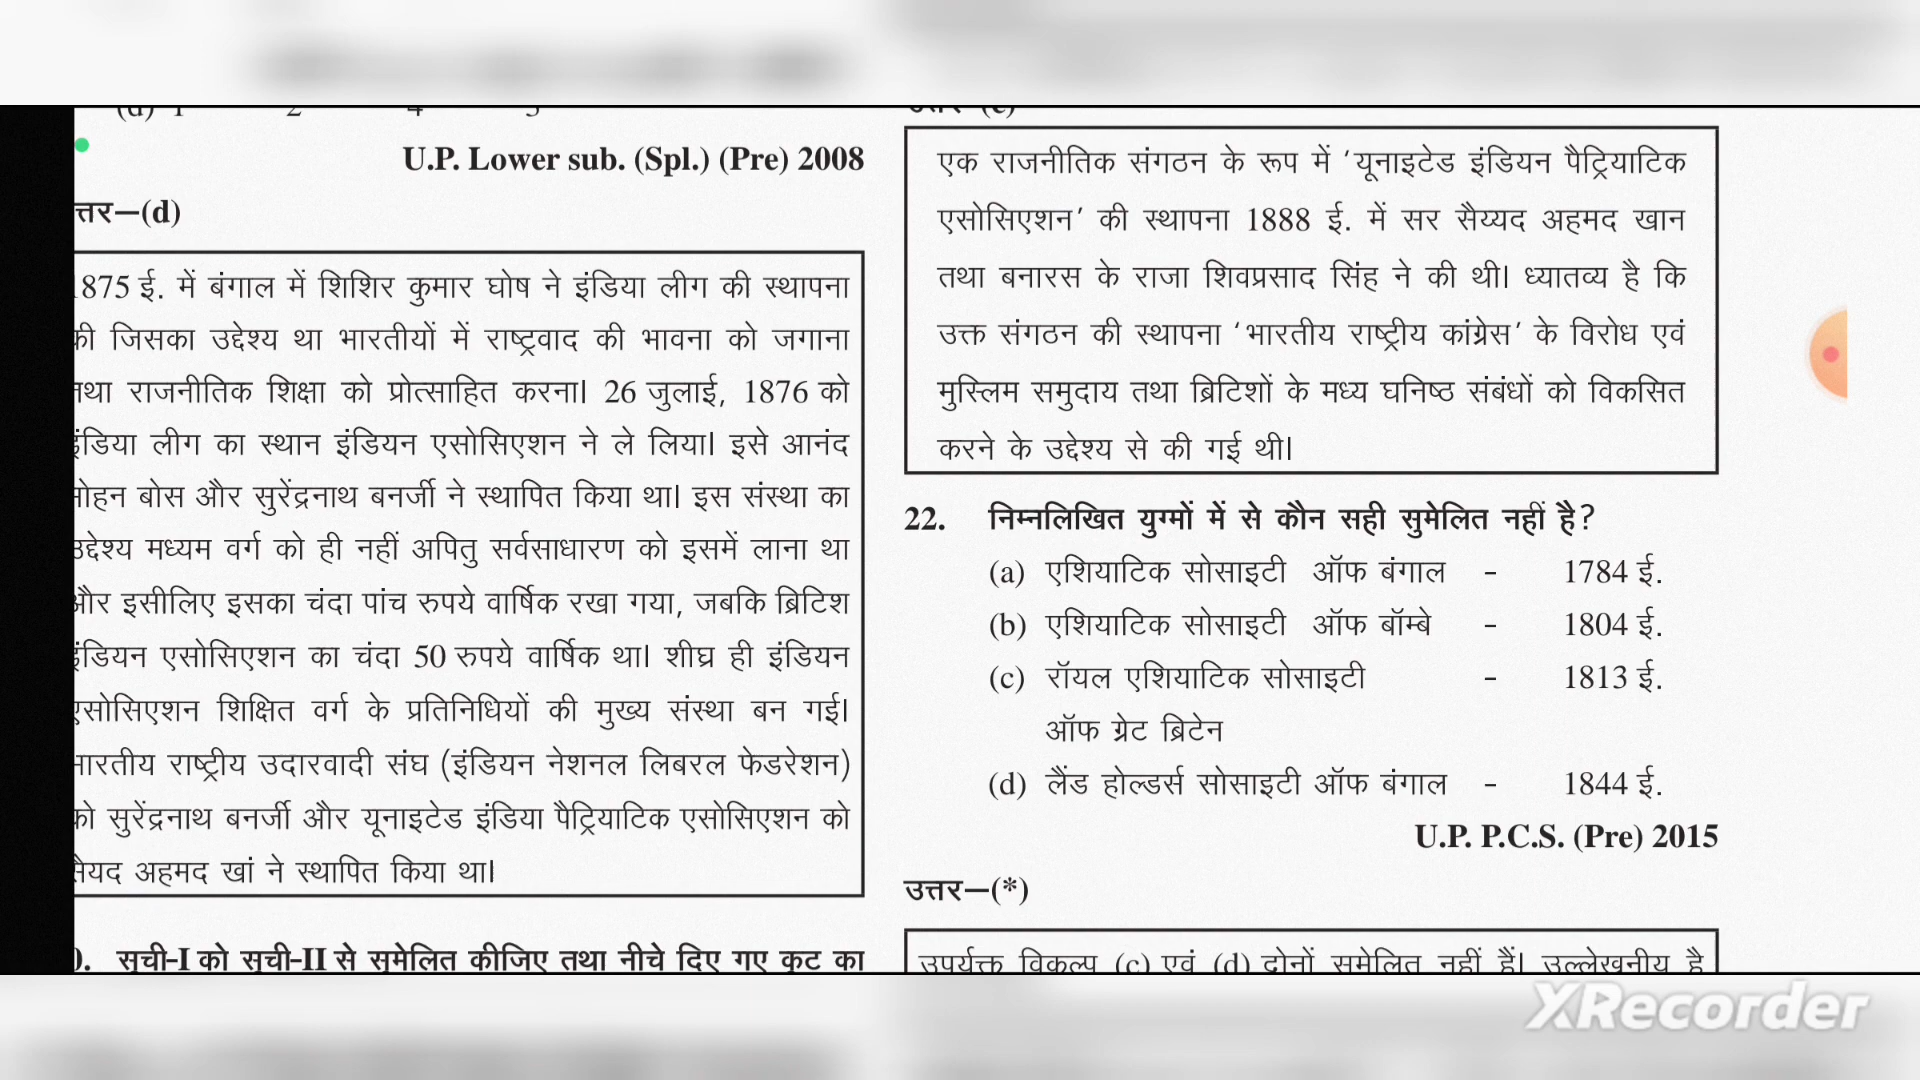 U.P. Lower sub. (Spl.) (Pre) 2008
त्तर–(d)
1875 ई. में बंगाल में शिशिर कुमार घोष ने इंडिया लीग की स्थापना
की जिसका उद्देश्य था भारतीयों में राष्ट्रवाद की भावना को जगाना
तथा राजनीतिक शिक्षा को प्रोत्साहित करना। 26 जुलाई, 1876 को
इंडिया लीग का स्थान इंडियन एसोसिएशन ने ले लिया। इसे आनंद
मोहन बोस और सुरेंद्रनाथ बनर्जी ने स्थापित किया था। इस संस्था का
उद्देश्य मध्यम वर्ग को ही नहीं अपितु सर्वसाधारण को इसमें लाना था
और इसीलिए इसका चंदा पांच रुपये वार्षिक रखा गया, जबकि ब्रिटिश
इंडियन एसोसिएशन का चंदा 50 रुपये वार्षिक था। शीघ्र ही इंडियन
एसोसिएशन शिक्षित वर्ग के प्रतिनिधियों की मुख्य संस्था बन गई।
भारतीय राष्ट्रीय उदारवादी संघ (इंडियन नेशनल लिबरल फेडरेशन)
को सुरेंद्रनाथ बनर्जी और यूनाइटेड इंडिया पैट्रियाटिक एसोसिएशन को
सैयद अहमद खां ने स्थापित किया था।
सूची-I को सूची-II से सुमेलित कीजिए तथा नीचे दिए गए कूट का
उत्तर–(c)
एक राजनीतिक संगठन के रूप में ‘यूनाइटेड इंडियन पैट्रियाटिक
एसोसिएशन’ की स्थापना 1888 ई. में सर सैय्यद अहमद खान
तथा बनारस के राजा शिवप्रसाद सिंह ने की थी। ध्यातव्य है कि
उक्त संगठन की स्थापना ‘भारतीय राष्ट्रीय कांग्रेस’ के विरोध एवं
मुस्लिम समुदाय तथा ब्रिटिशों के मध्य घनिष्ठ संबंधों को विकसित
करने के उद्देश्य से की गई थी।
22. निम्नलिखित युग्मों में से कौन सही सुमेलित नहीं है?
(a) एशियाटिक सोसाइटी ऑफ बंगाल - 1784 ई.
(b) एशियाटिक सोसाइटी ऑफ बॉम्बे - 1804 ई.
(c) रॉयल एशियाटिक सोसाइटी - 1813 ई.
ऑफ ग्रेट ब्रिटेन
(d) लैंड होल्डर्स सोसाइटी ऑफ बंगाल - 1844 ई.
U.P. P.C.S. (Pre) 2015
उत्तर–(*)
उपर्युक्त विकल्प (c) एवं (d) दोनों सुमेलित नहीं हैं। उल्लेखनीय है
XRecorder